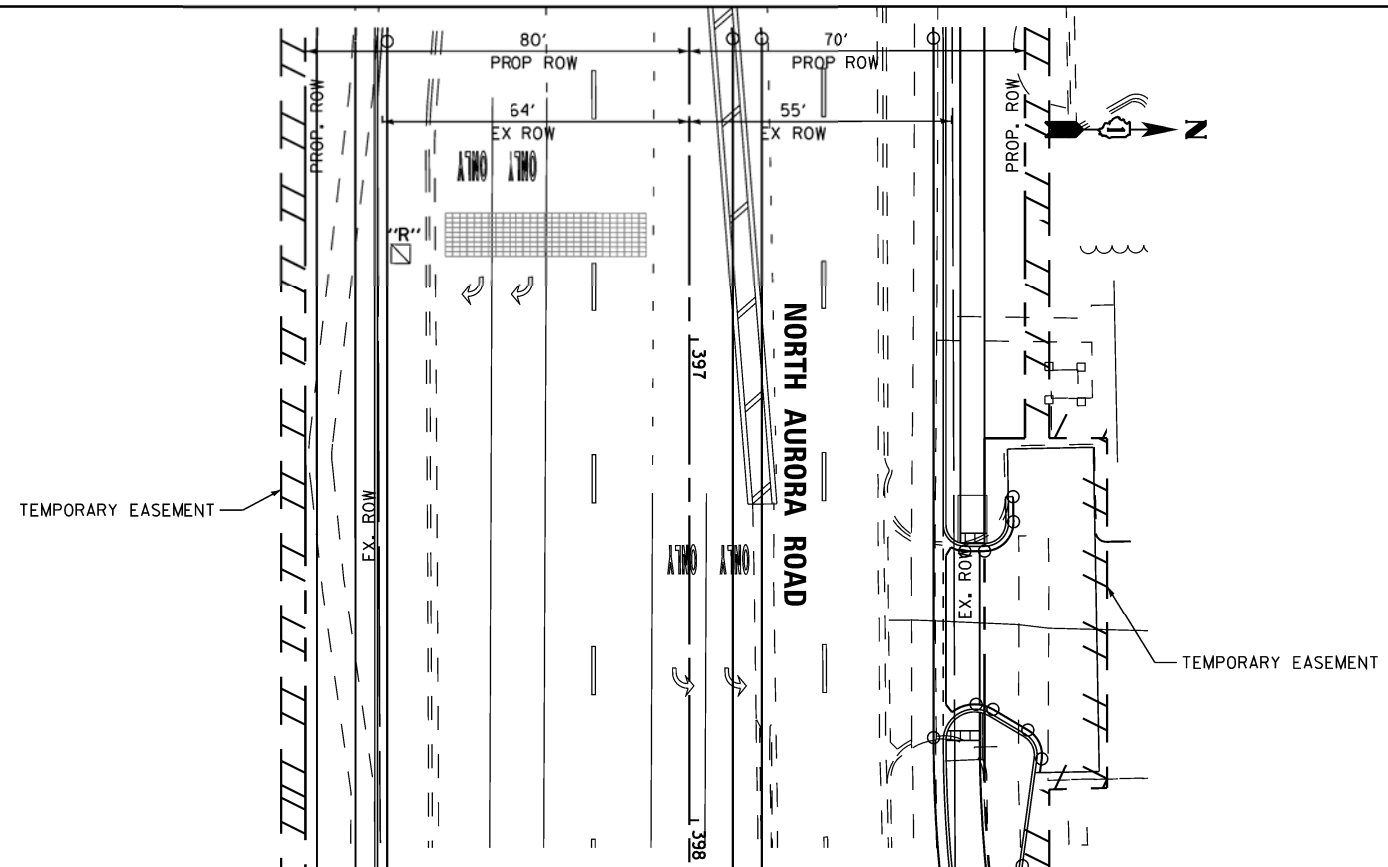 80'
PROP ROW
70'
PROP ROW
64'
EX ROW
55'
EX ROW
PROP. ROW
PROP. ROW
N
ONLY
ONLY
"R"
397
NORTH AURORA ROAD
TEMPORARY EASEMENT
EX. ROW
ONLY
ONLY
EX. ROW
TEMPORARY EASEMENT
398